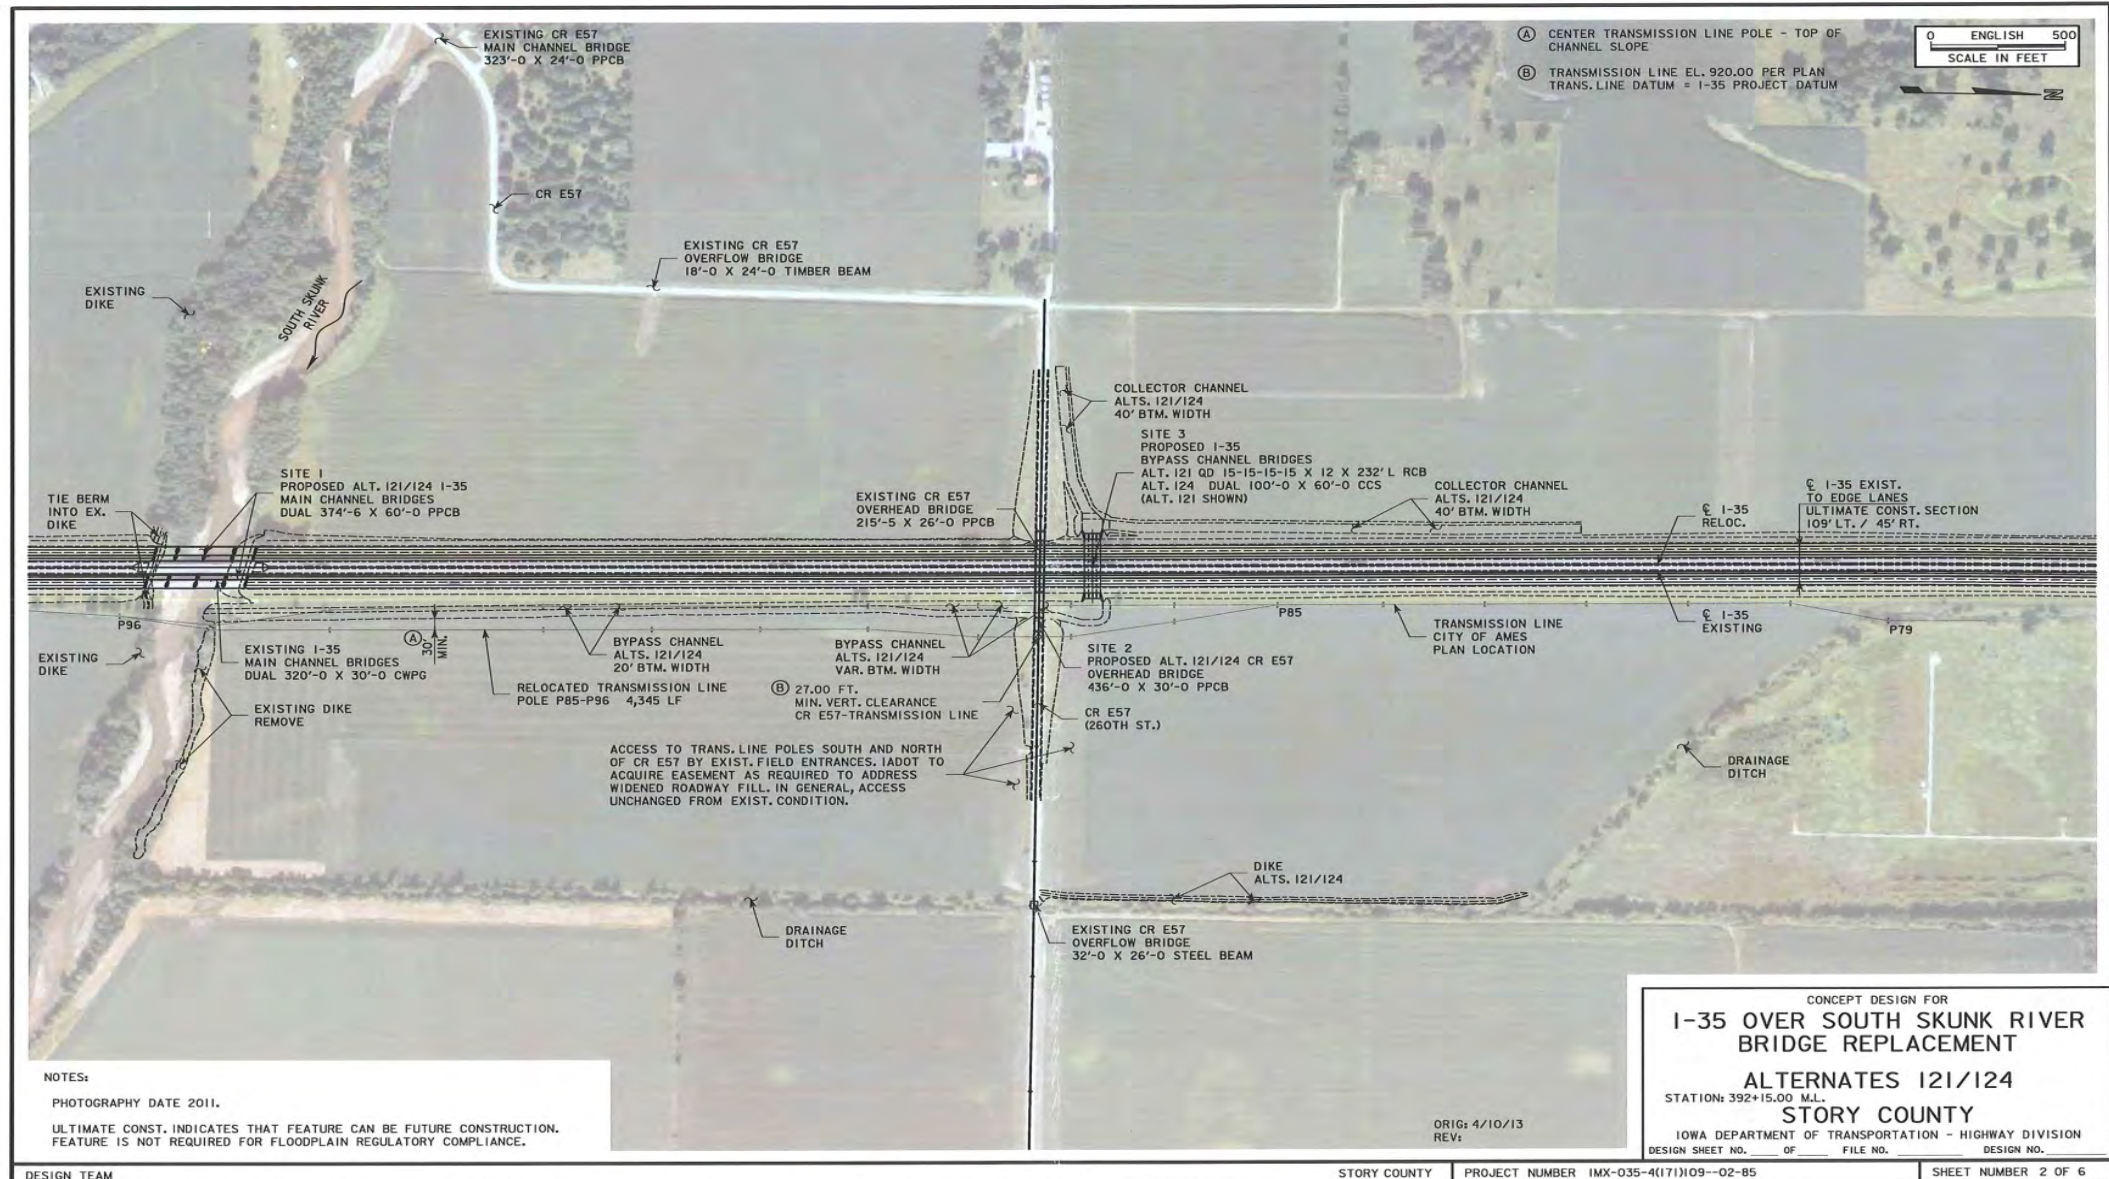 EXISTING CR E57
MAIN CHANNEL BRIDGE
323'-0 X 24'-0 PPCB
Ⓐ CENTER TRANSMISSION LINE POLE - TOP OF
CHANNEL SLOPE
Ⓑ TRANSMISSION LINE EL. 920.00 PER PLAN
TRANS. LINE DATUM = I-35 PROJECT DATUM
0 ENGLISH 500
SCALE IN FEET
N
CR E57
EXISTING CR E57
OVERFLOW BRIDGE
18'-0 X 24'-0 TIMBER BEAM
EXISTING
DIKE
SOUTH SKUNK
RIVER
COLLECTOR CHANNEL
ALTS. 121/124
40' BTM. WIDTH
SITE 3
PROPOSED I-35
BYPASS CHANNEL BRIDGES
ALT. 121 QD 15-15-15-15 X 12 X 232' L RCB
ALT. 124 DUAL 100'-0 X 60'-0 CCS
(ALT. 121 SHOWN)
SITE 1
PROPOSED ALT. 121/124 I-35
MAIN CHANNEL BRIDGES
DUAL 374'-6 X 60'-0 PPCB
TIE BERM
INTO EX.
DIKE
EXISTING CR E57
OVERHEAD BRIDGE
215'-5 X 26'-0 PPCB
COLLECTOR CHANNEL
ALTS. 121/124
40' BTM. WIDTH
℄ I-35
RELOC.
℄ I-35 EXIST.
TO EDGE LANES
ULTIMATE CONST. SECTION
109' LT. / 45' RT.
P96
P85
P79
EXISTING
DIKE
EXISTING I-35
MAIN CHANNEL BRIDGES
DUAL 320'-0 X 30'-0 CWPG
Ⓐ 30'
MIN.
BYPASS CHANNEL
ALTS. 121/124
20' BTM. WIDTH
BYPASS CHANNEL
ALTS. 121/124
VAR. BTM. WIDTH
SITE 2
PROPOSED ALT. 121/124 CR E57
OVERHEAD BRIDGE
436'-0 X 30'-0 PPCB
TRANSMISSION LINE
CITY OF AMES
PLAN LOCATION
℄ I-35
EXISTING
RELOCATED TRANSMISSION LINE
POLE P85-P96 4,345 LF
Ⓑ 27.00 FT.
MIN. VERT. CLEARANCE
CR E57-TRANSMISSION LINE
CR E57
(260TH ST.)
EXISTING DIKE
REMOVE
ACCESS TO TRANS. LINE POLES SOUTH AND NORTH
OF CR E57 BY EXIST. FIELD ENTRANCES. IADOT TO
ACQUIRE EASEMENT AS REQUIRED TO ADDRESS
WIDENED ROADWAY FILL. IN GENERAL, ACCESS
UNCHANGED FROM EXIST. CONDITION.
DRAINAGE
DITCH
DIKE
ALTS. 121/124
DRAINAGE
DITCH
EXISTING CR E57
OVERFLOW BRIDGE
32'-0 X 26'-0 STEEL BEAM
NOTES:
PHOTOGRAPHY DATE 2011.
ULTIMATE CONST. INDICATES THAT FEATURE CAN BE FUTURE CONSTRUCTION.
FEATURE IS NOT REQUIRED FOR FLOODPLAIN REGULATORY COMPLIANCE.
ORIG: 4/10/13
REV:
CONCEPT DESIGN FOR
I-35 OVER SOUTH SKUNK RIVER
BRIDGE REPLACEMENT
ALTERNATES 121/124
STATION: 392+15.00 M.L.
STORY COUNTY
IOWA DEPARTMENT OF TRANSPORTATION - HIGHWAY DIVISION
DESIGN SHEET NO. ____ OF ____ FILE NO. ________ DESIGN NO. ________
DESIGN TEAM
STORY COUNTY
PROJECT NUMBER IMX-035-4(171)109--02-85
SHEET NUMBER 2 OF 6